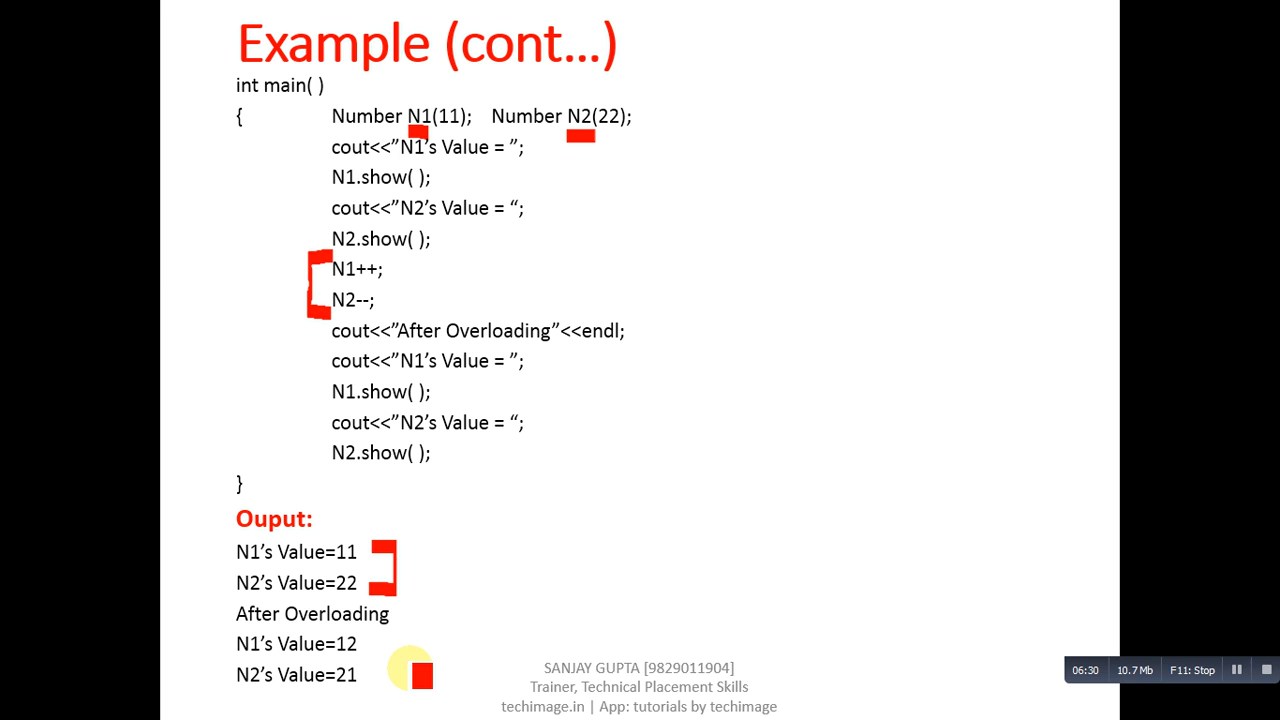 Example (cont...)
int main( )
{ Number N1(11); Number N2(22);
cout<<”N1’s Value = ”;
N1.show( );
cout<<”N2’s Value = “;
N2.show( );
N1++;
N2--;
cout<<”After Overloading”<<endl;
cout<<”N1’s Value = ”;
N1.show( );
cout<<”N2’s Value = “;
N2.show( );
}
Ouput:
N1’s Value=11
N2’s Value=22
After Overloading
N1’s Value=12
N2’s Value=21
SANJAY GUPTA [9829011904]
Trainer, Technical Placement Skills
techimage.in | App: tutorials by techimage
06:30 10.7 Mb F11: Stop